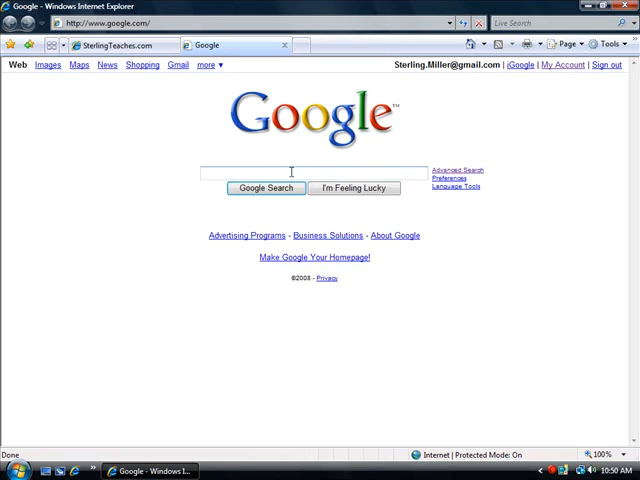 Google - Windows Internet Explorer
http://www.google.com/
Live Search
SterlingTeaches.com
Google
Page
Tools
Web Images Maps News Shopping Gmail more ▼
Sterling.Miller@gmail.com | iGoogle | My Account | Sign out
Google™
Advanced Search
Preferences
Language Tools
Google Search
I'm Feeling Lucky
Advertising Programs - Business Solutions - About Google
Make Google Your Homepage!
©2008 - Privacy
Done
Internet | Protected Mode: On
100%
Google - Windows I...
10:50 AM